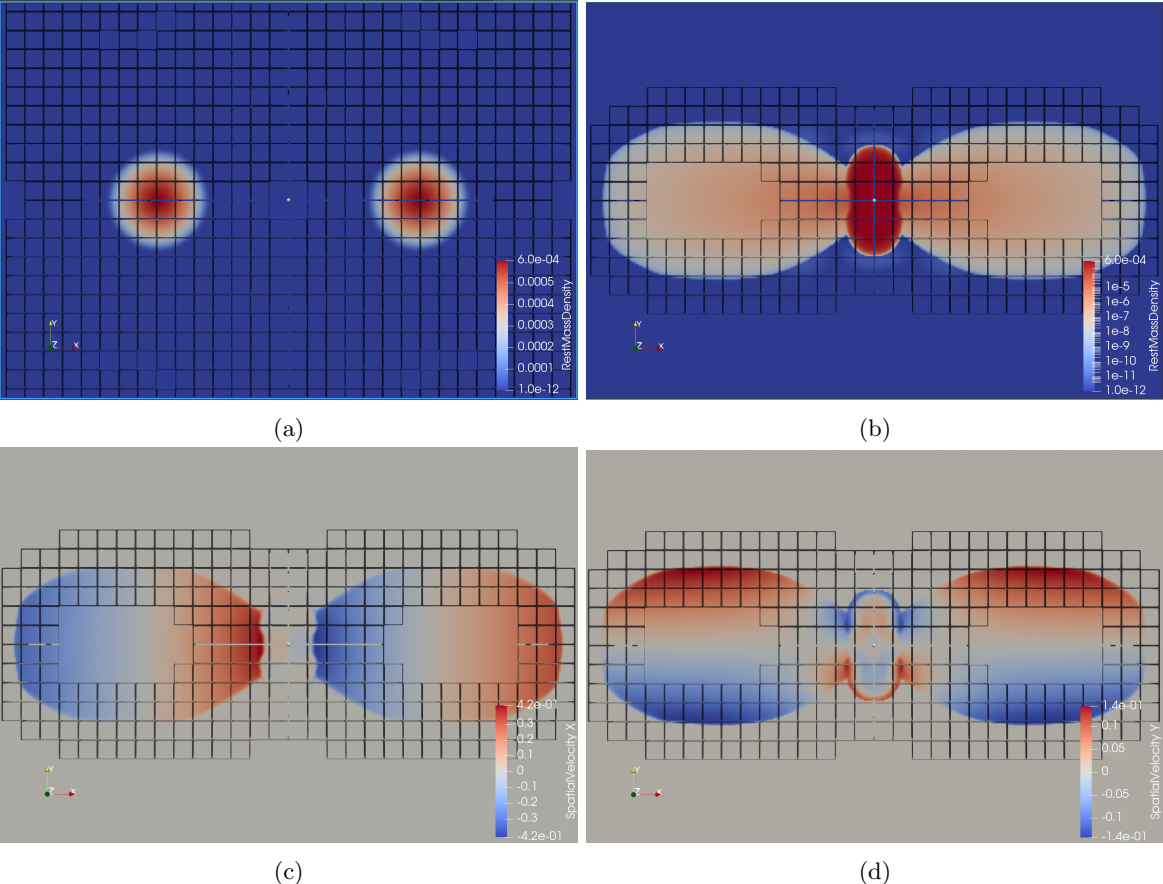 6.0e-04
0.0005
0.0004
0.0003
0.0002
0.0001
1.0e-12
RestMassDensity
Y
Z X
(a)
6.0e-04
1e-5
1e-6
1e-7
1e-8
1e-9
1e-10
1e-11
1.0e-12
RestMassDensity
Y
Z X
(b)
4.2e-01
0.3
0.2
0.1
0
-0.1
-0.2
-0.3
-4.2e-01
SpatialVelocity X
Y
Z X
(c)
1.4e-01
0.1
0.05
0
-0.05
-0.1
-1.4e-01
SpatialVelocity Y
Y
Z X
(d)